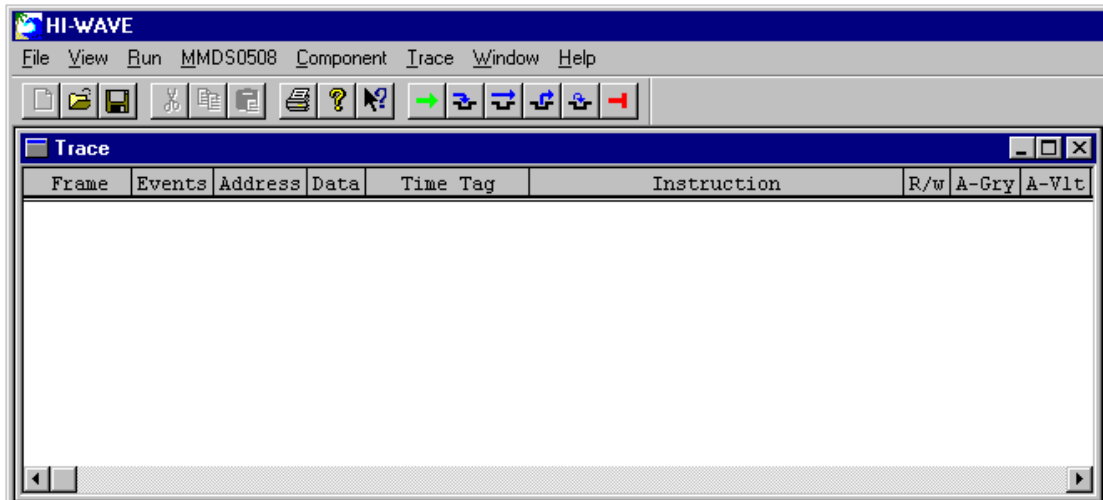 HI-WAVE
File View Run MMDS0508 Component Trace Window Help
Trace
Frame Events Address Data Time Tag Instruction R/w A-Gry A-Vlt